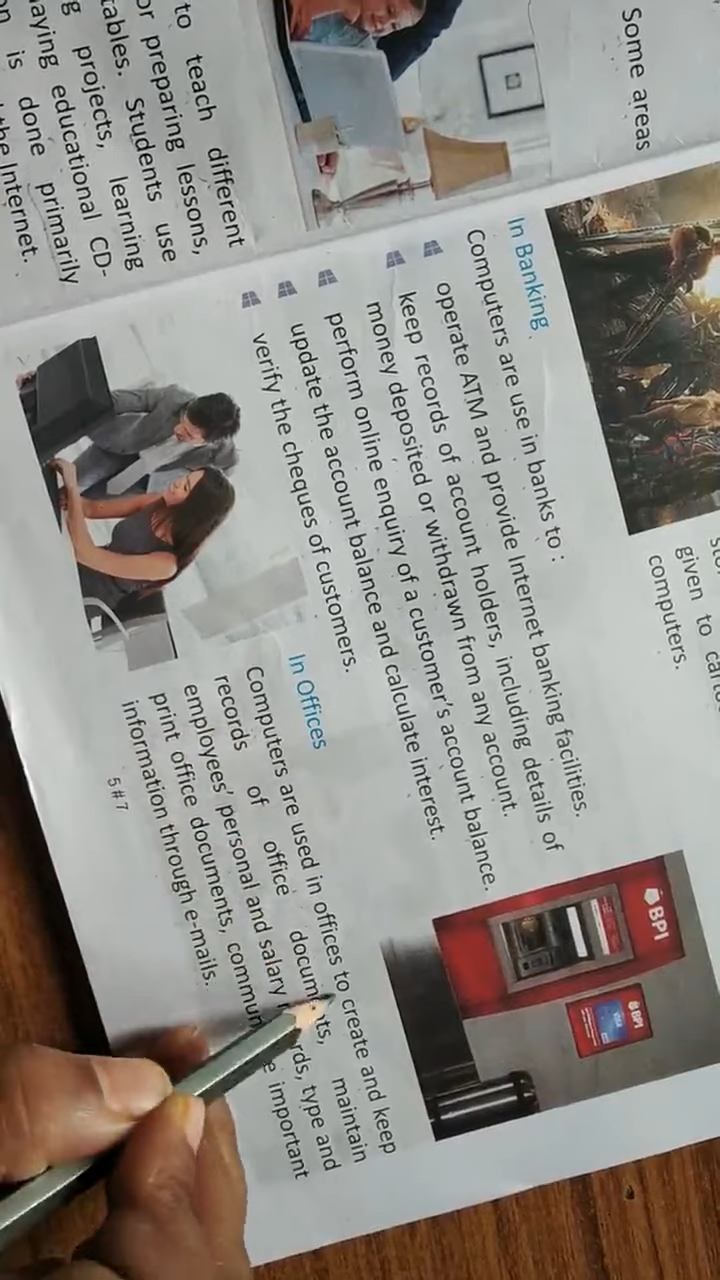 to teach different
preparing lessons,
Students use
projects, learning
educational CD-
is done primarily
the Internet.
Some areas
given to
computers.
In Banking
Computers are use in banks to :
operate ATM and provide Internet banking facilities.
keep records of account holders, including details of
money deposited or withdrawn from any account.
perform online enquiry of a customer's account balance.
update the account balance and calculate interest.
verify the cheques of customers.
BPI
BPI
In Offices
Computers are used in offices to create and keep
records of office maintain
employees' personal and salary type and
print office documents, important
information through e-mails.
5#7